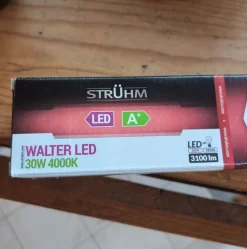 STRÜHM
LED A+
WALTER LED
30W 4000K
LED
3100 lm